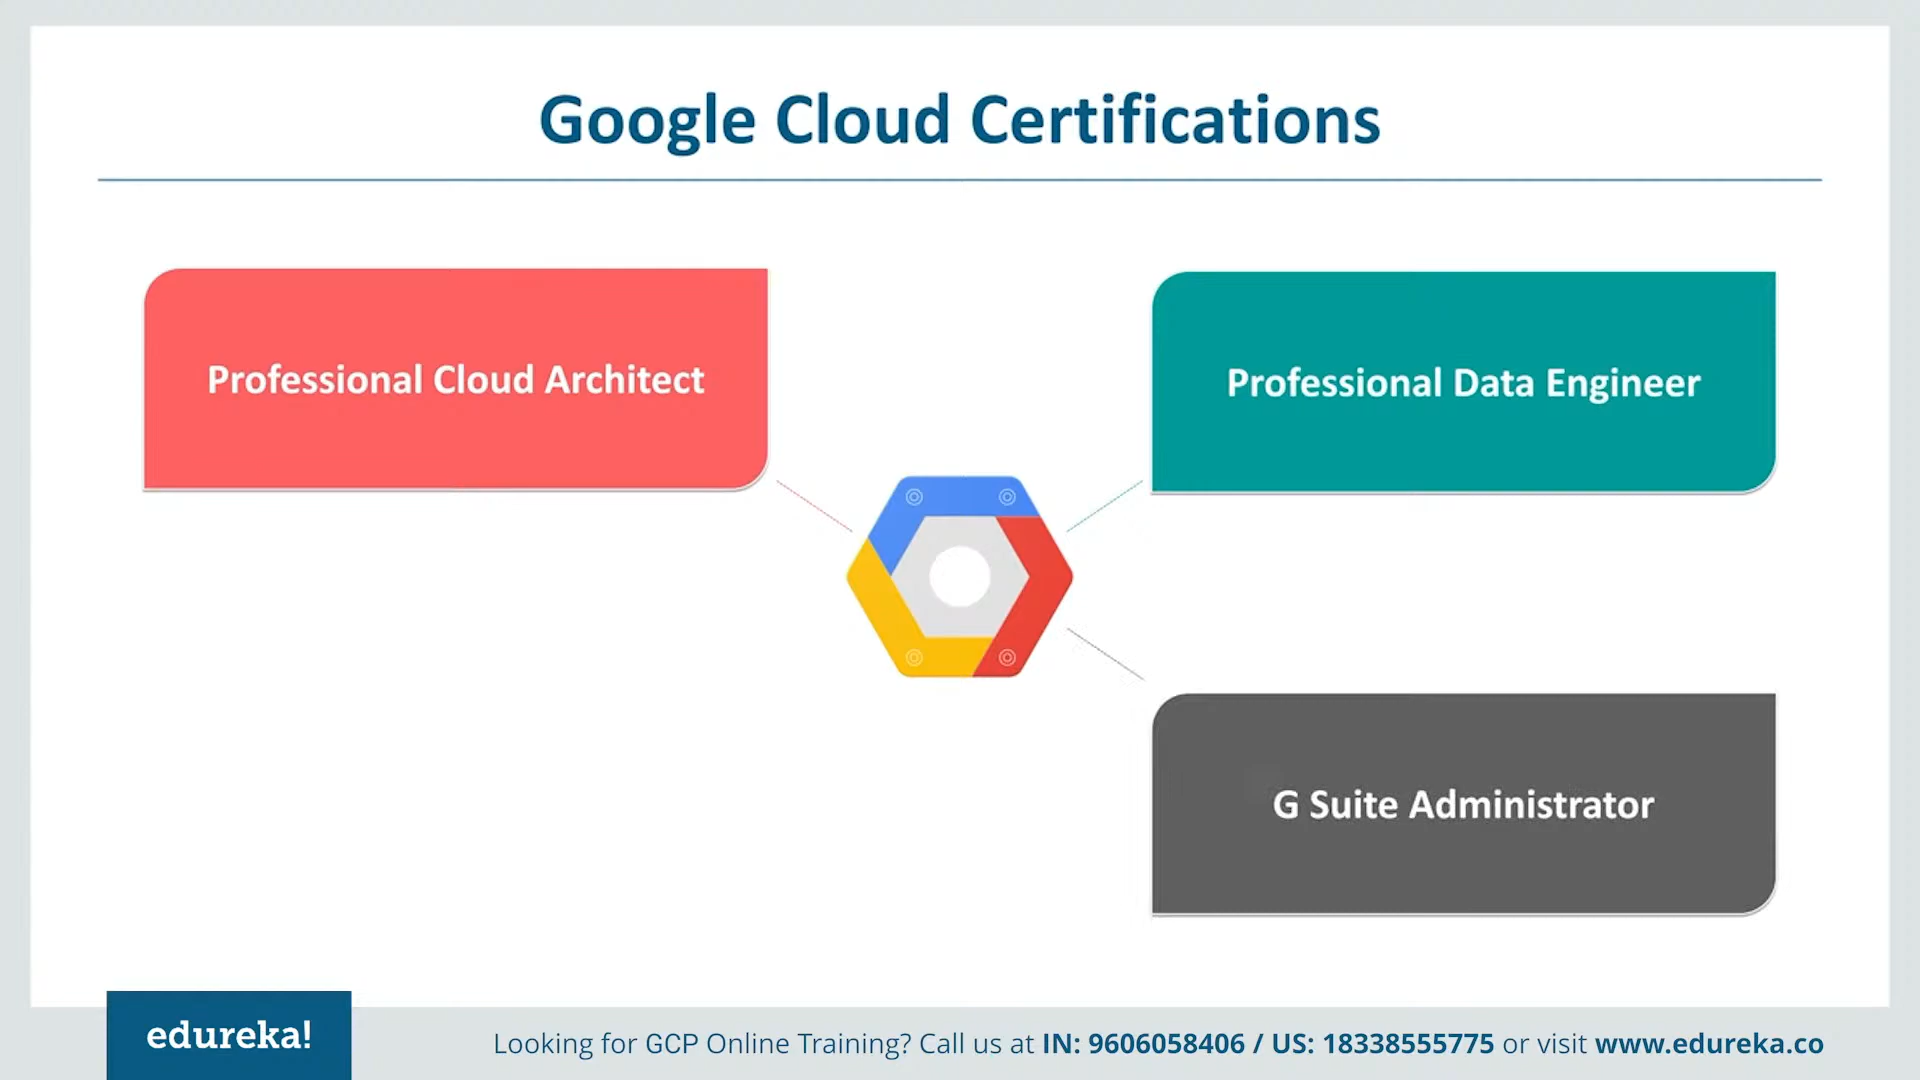 Google Cloud Certifications
Professional Cloud Architect
Professional Data Engineer
G Suite Administrator
edureka!
Looking for GCP Online Training? Call us at IN: 9606058406 / US: 18338555775 or visit www.edureka.co